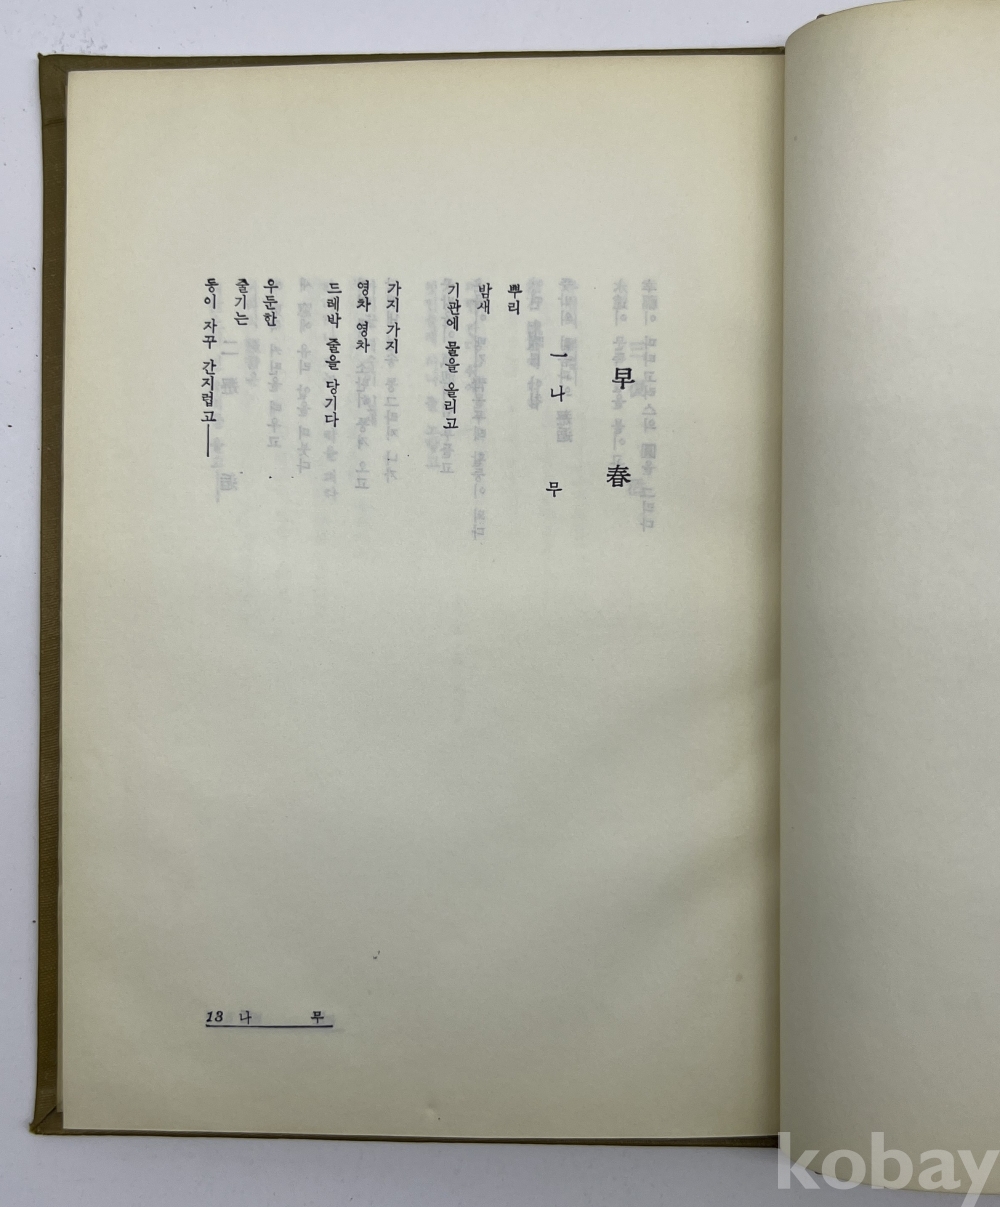 早春
一 나무
뿌리
밤새
기관에 물을 올리고
가지 가지
영차 영차
드레박 줄을 당기다
우둔한
줄기는
등이 자꾸 간지럽고――
13 나 무
kobay